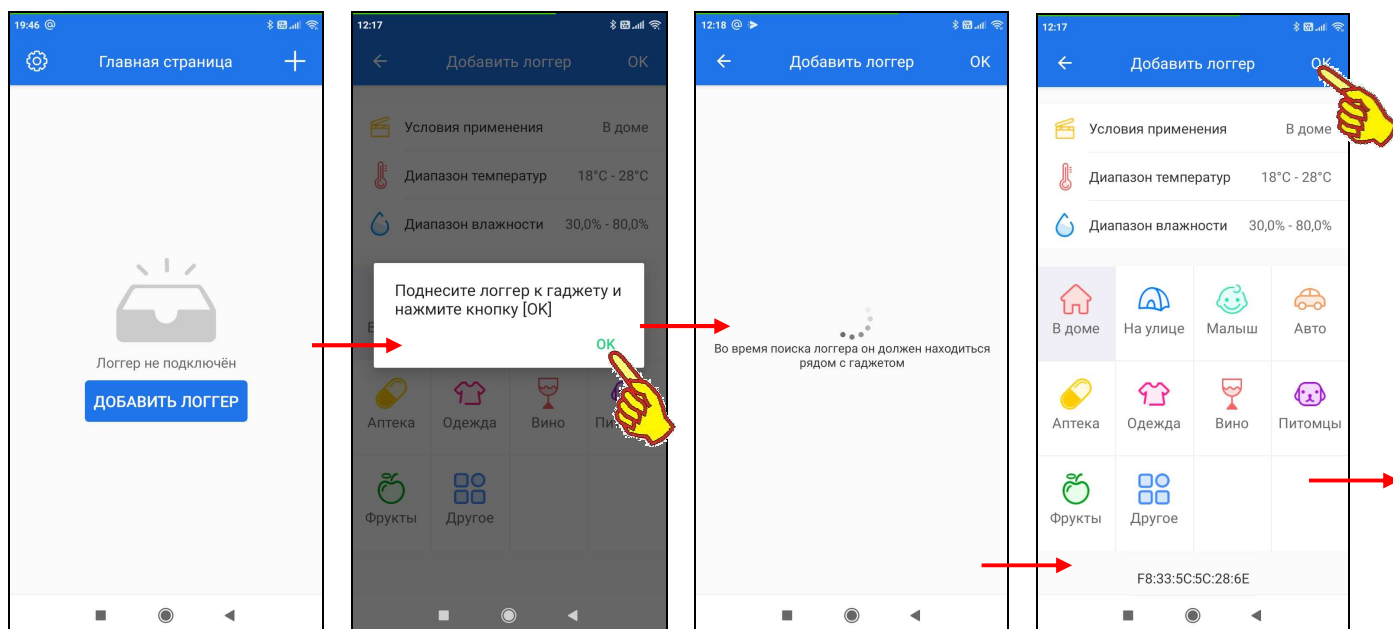 19:46 @
Главная страница
Логгер не подключён
ДОБАВИТЬ ЛОГГЕР
12:17
Добавить логгер OK
Условия применения В доме
Диапазон температур 18°C - 28°C
Диапазон влажности 30,0% - 80,0%
Поднесите логгер к гаджету и
нажмите кнопку [OK]
OK
Аптека Одежда Вино
Фрукты Другое
12:18 @
Добавить логгер OK
Во время поиска логгера он должен находиться
рядом с гаджетом
12:17
Добавить логгер OK
Условия применения В доме
Диапазон температур 18°C - 28°C
Диапазон влажности 30,0% - 80,0%
В доме На улице Малыш Авто
Аптека Одежда Вино Питомцы
Фрукты Другое
F8:33:5C:5C:28:6E